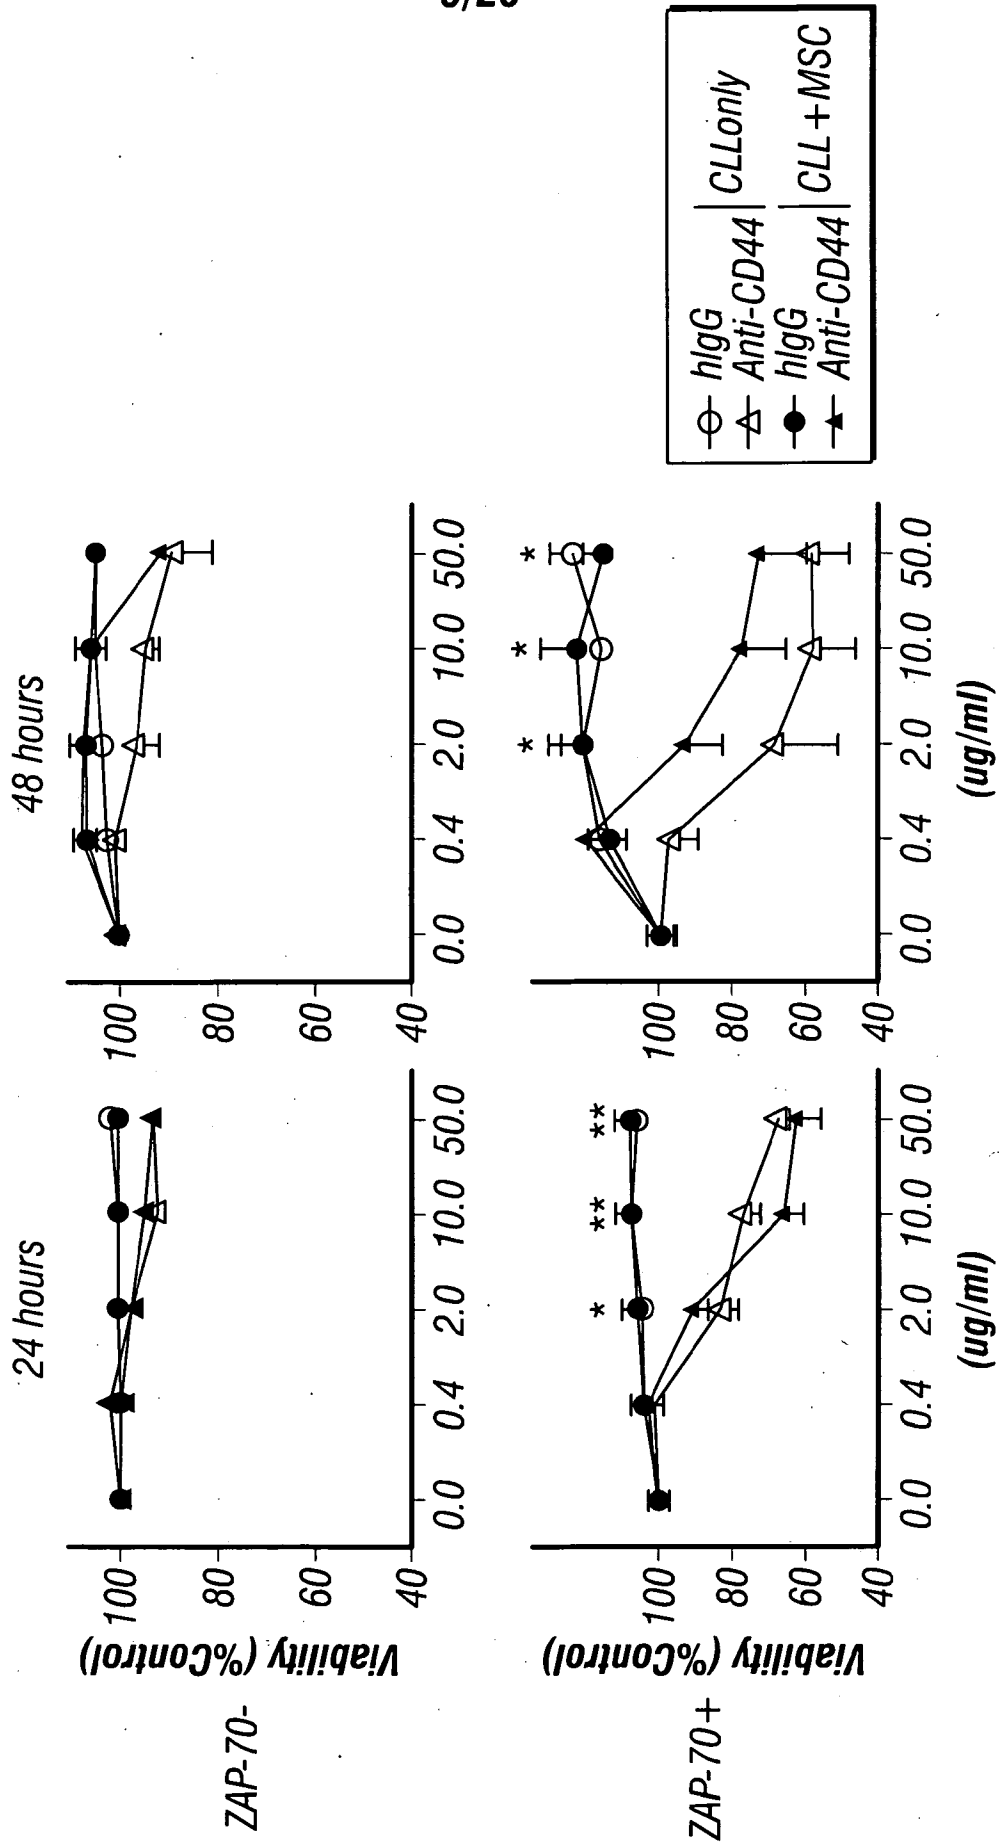 24 hours
48 hours
ZAP-70-
Viability (%Control)
100
80
60
40
0.0 0.4 2.0 10.0 50.0
100
80
60
40
0.0 0.4 2.0 10.0 50.0
ZAP-70+
Viability (%Control)
100
80
60
40
* ** **
0.0 0.4 2.0 10.0 50.0
(ug/ml)
100
80
60
40
* * *
0.0 0.4 2.0 10.0 50.0
(ug/ml)
hIgG
Anti-CD44
CLLonly
hIgG
Anti-CD44
CLL+MSC